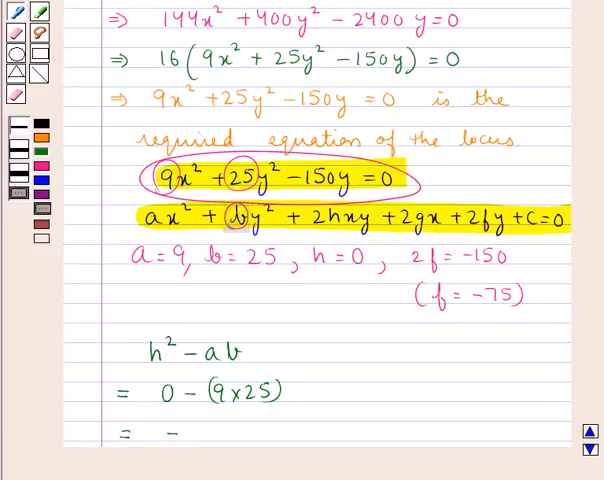 ⇒ 144x² + 400y² − 2400y = 0
⇒ 16(9x² + 25y² − 150y) = 0
⇒ 9x² + 25y² − 150y = 0 is the
required equation of the locus.
9x² + 25y² − 150y = 0
ax² + by² + 2hxy + 2gx + 2fy + c = 0
a = 9, b = 25, h = 0, 2f = −150
(f = −75)
h² − ab
= 0 − (9×25)
= −